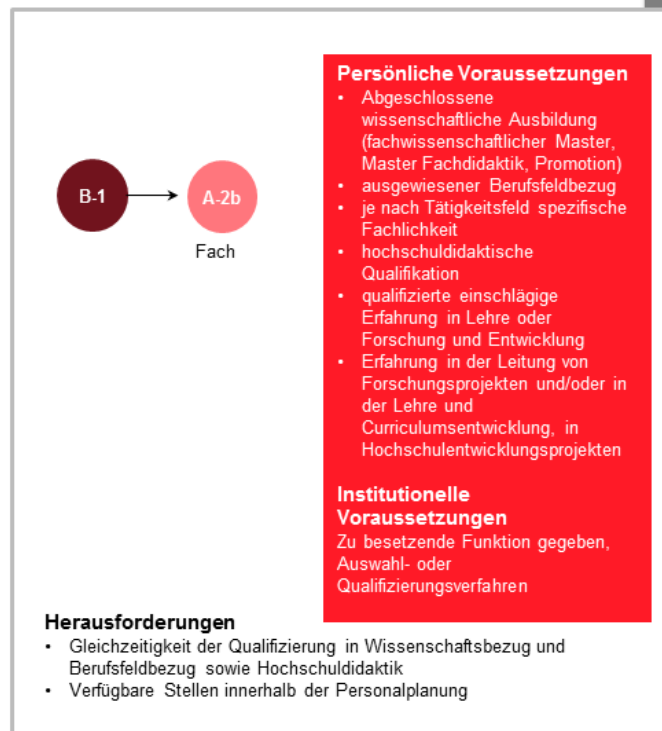 B-1
A-2b
Fach
Persönliche Voraussetzungen
• Abgeschlossene
wissenschaftliche Ausbildung
(fachwissenschaftlicher Master,
Master Fachdidaktik, Promotion)
• ausgewiesener Berufsfeldbezug
• je nach Tätigkeitsfeld spezifische
Fachlichkeit
• hochschuldidaktische
Qualifikation
• qualifizierte einschlägige
Erfahrung in Lehre oder
Forschung und Entwicklung
• Erfahrung in der Leitung von
Forschungsprojekten und/oder in
der Lehre und
Curriculumsentwicklung, in
Hochschulentwicklungsprojekten
Institutionelle
Voraussetzungen
Zu besetzende Funktion gegeben,
Auswahl- oder
Qualifizierungsverfahren
Herausforderungen
• Gleichzeitigkeit der Qualifizierung in Wissenschaftsbezug und
Berufsfeldbezug sowie Hochschuldidaktik
• Verfügbare Stellen innerhalb der Personalplanung